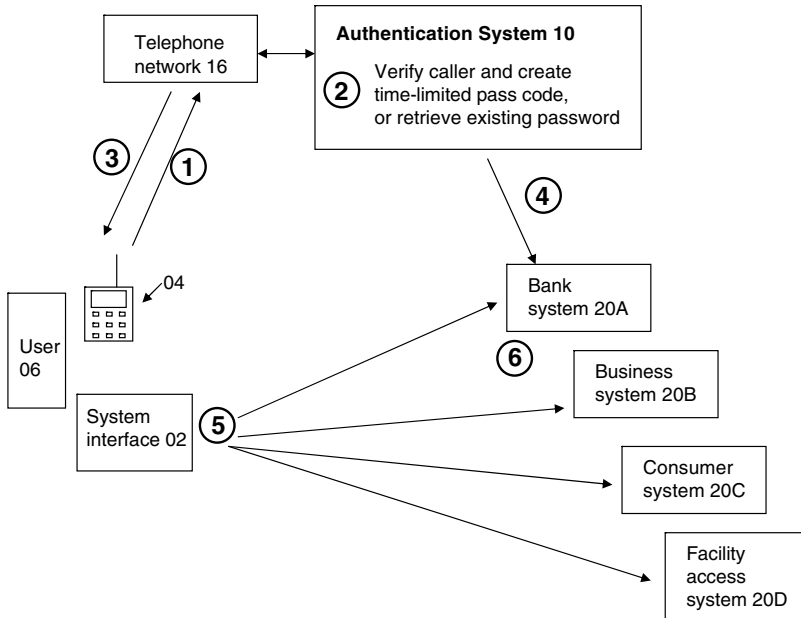 Telephone
network 16
Authentication System 10
2
Verify caller and create
time-limited pass code,
or retrieve existing password
3
1
4
04
User
06
Bank
system 20A
6
System
interface 02
5
Business
system 20B
Consumer
system 20C
Facility
access
system 20D